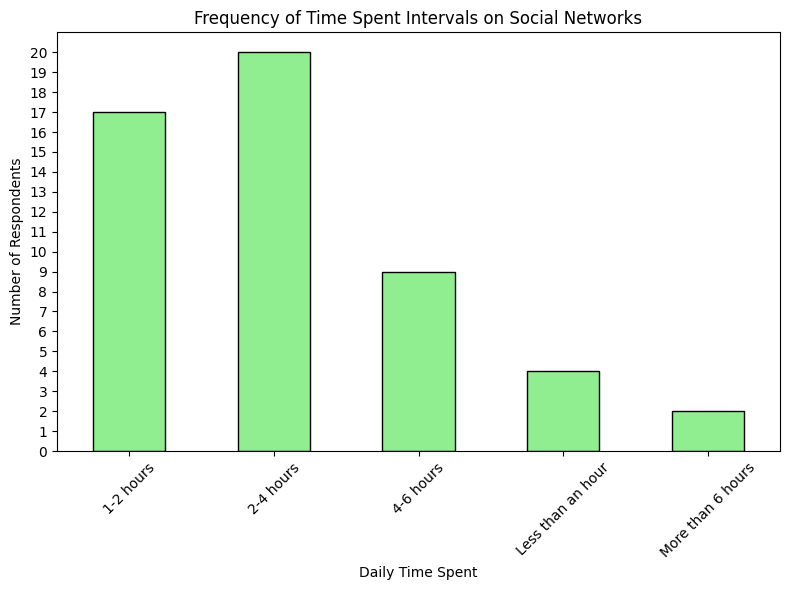 Frequency of Time Spent Intervals on Social Networks
Number of Respondents
20
19
18
17
16
15
14
13
12
11
10
9
8
7
6
5
4
3
2
1
0
1-2 hours
2-4 hours
4-6 hours
Less than an hour
More than 6 hours
Daily Time Spent